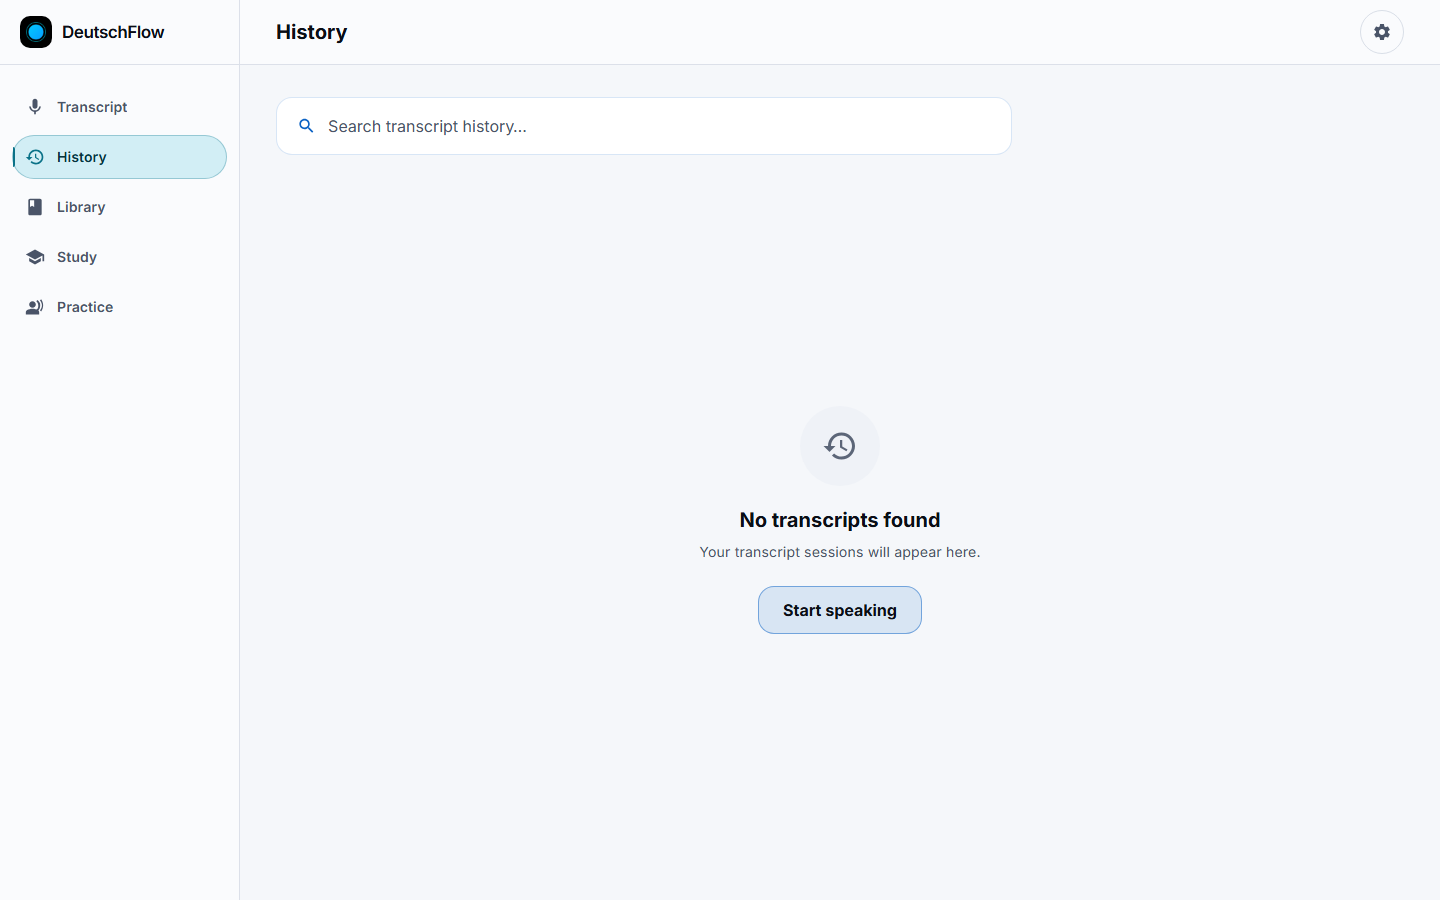 DeutschFlow
History
Transcript
History
Library
Study
Practice
Search transcript history...
No transcripts found
Your transcript sessions will appear here.
Start speaking